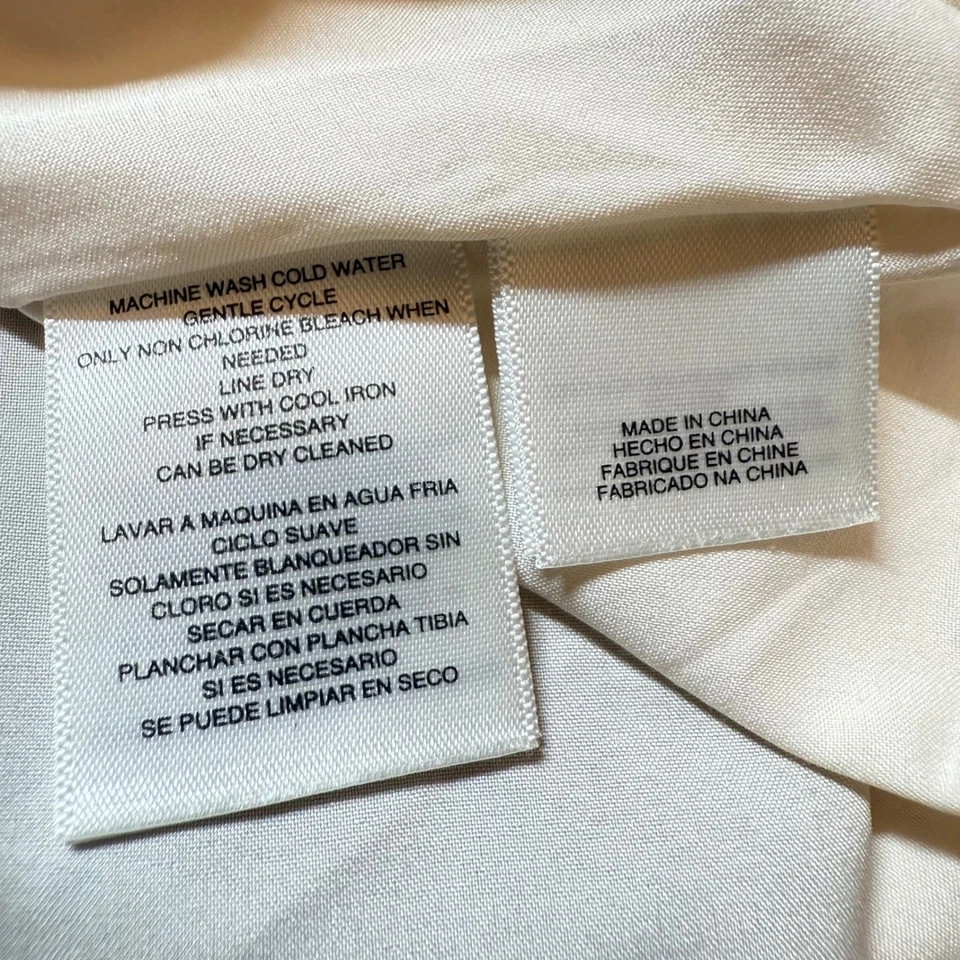 MACHINE WASH COLD WATER
GENTLE CYCLE
ONLY NON CHLORINE BLEACH WHEN
NEEDED
LINE DRY
PRESS WITH COOL IRON
IF NECESSARY
CAN BE DRY CLEANED
LAVAR A MAQUINA EN AGUA FRIA
CICLO SUAVE
SOLAMENTE BLANQUEADOR SIN
CLORO SI ES NECESARIO
SECAR EN CUERDA
PLANCHAR CON PLANCHA TIBIA
SI ES NECESARIO
SE PUEDE LIMPIAR EN SECO
MADE IN CHINA
HECHO EN CHINA
FABRIQUE EN CHINE
FABRICADO NA CHINA